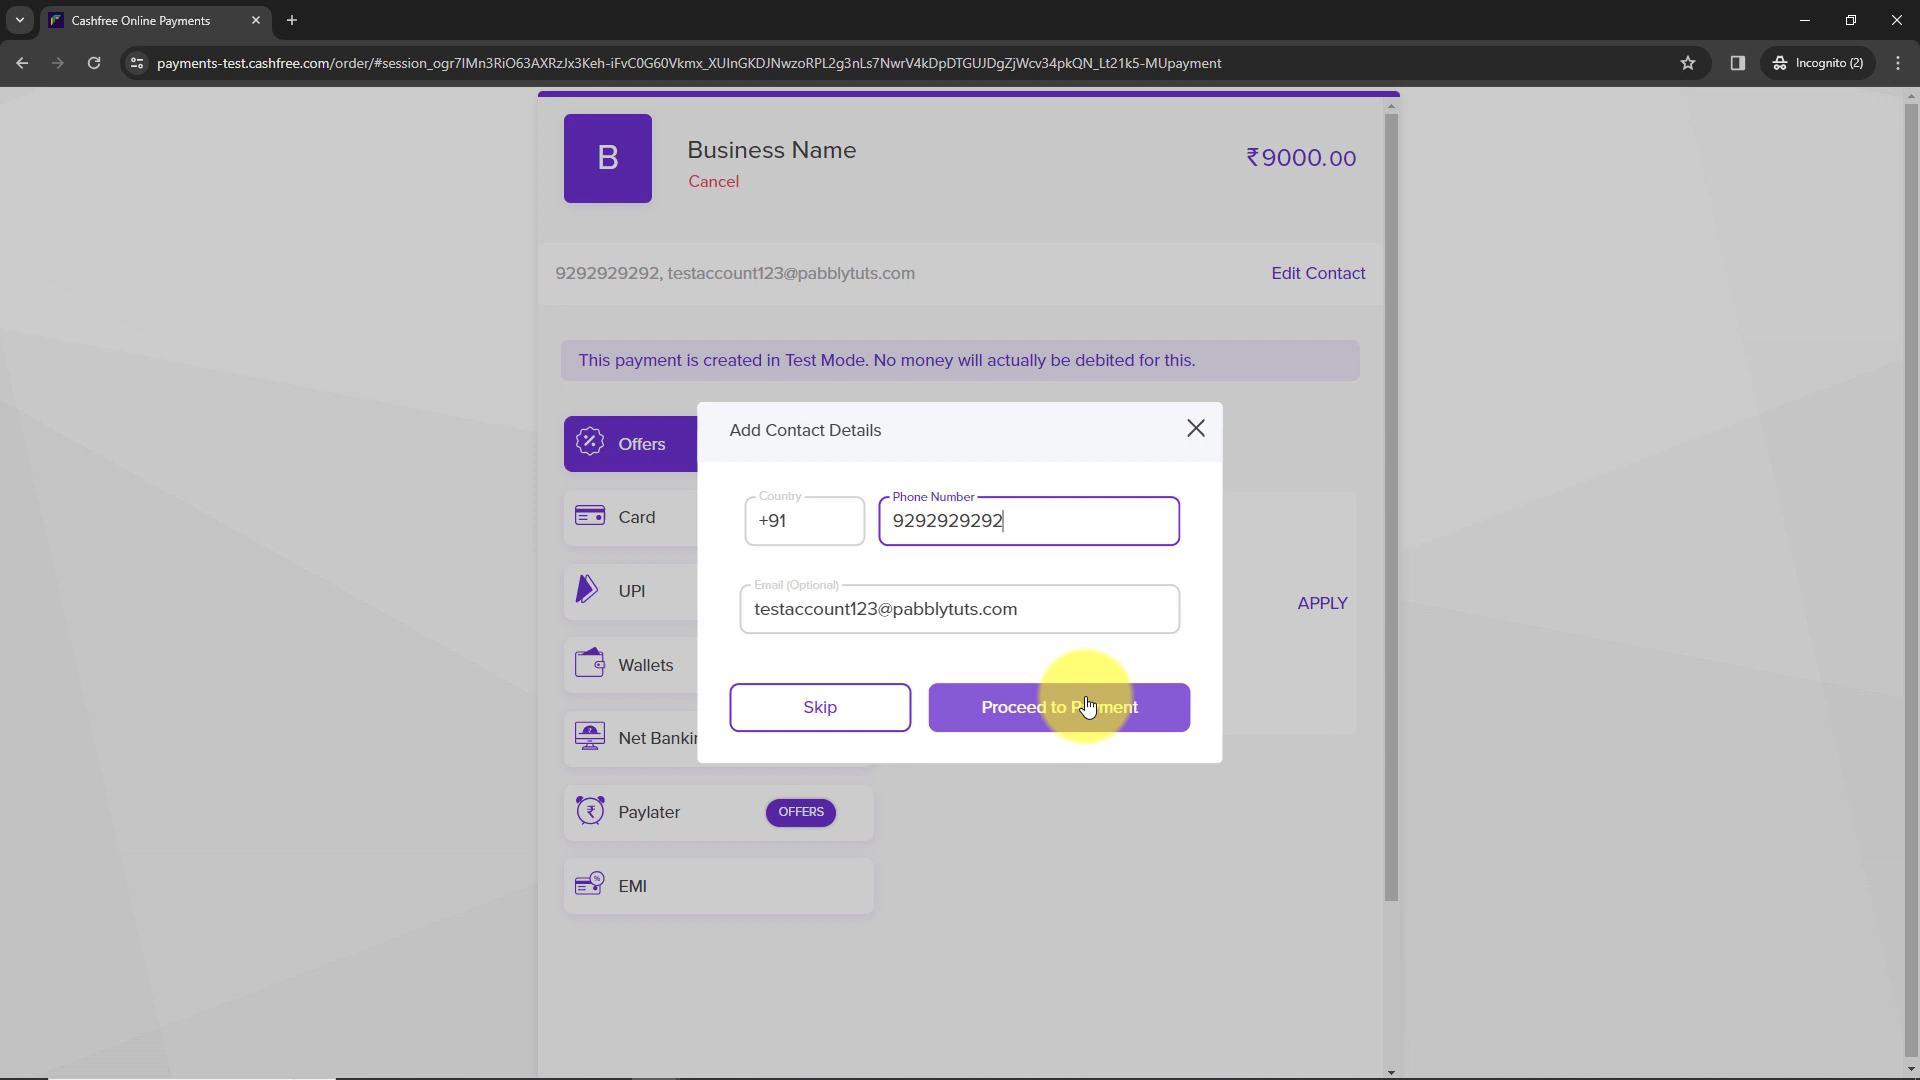 Cashfree Online Payments
payments-test.cashfree.com/order/#session_ogr7IMn3RiO63AXRzJx3Keh-iFvC0G60Vkmx_XUInGKDJNwzoRPL2g3nLs7NwrV4kDpDTGUJDgZjWcv34pkQN_Lt21k5-MUpayment
Incognito (2)
B
Business Name
Cancel
₹9000.00
9292929292, testaccount123@pabblytuts.com
Edit Contact
This payment is created in Test Mode. No money will actually be debited for this.
Offers
Card
UPI
Wallets
Net Bankin
Paylater
OFFERS
EMI
APPLY
Add Contact Details
Country
+91
Phone Number
9292929292
Email (Optional)
testaccount123@pabblytuts.com
Skip
Proceed to Payment